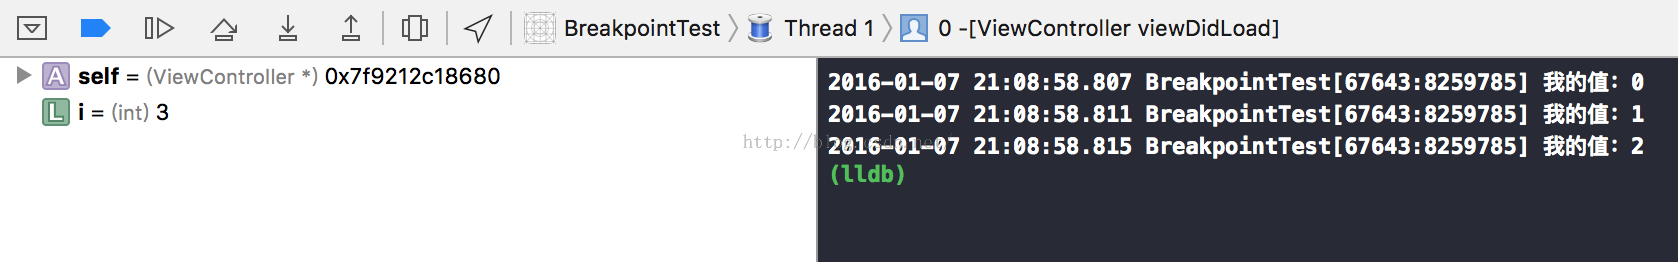 BreakpointTest 〉 Thread 1 〉 0 -[ViewController viewDidLoad]
A self = (ViewController *) 0x7f9212c18680
L i = (int) 3
2016-01-07 21:08:58.807 BreakpointTest[67643:8259785] 我的值：0
2016-01-07 21:08:58.811 BreakpointTest[67643:8259785] 我的值：1
2016-01-07 21:08:58.815 BreakpointTest[67643:8259785] 我的值：2
(lldb)